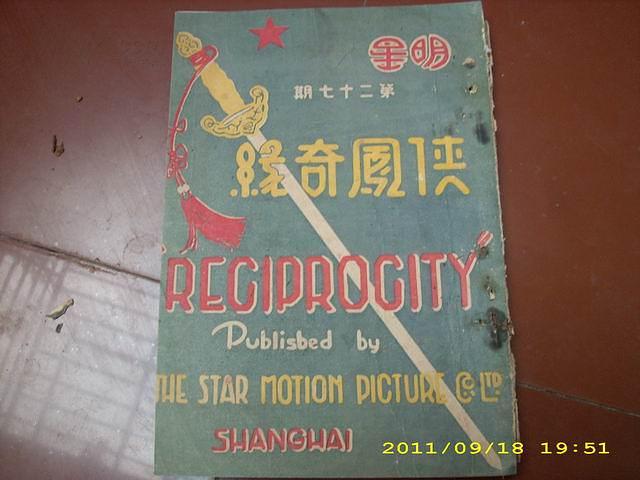 明星
第二十七期
俠鳳奇緣
RECIPROCITY
Published by
THE STAR MOTION PICTURE Co LTD
SHANGHAI
2011/09/18 19:51